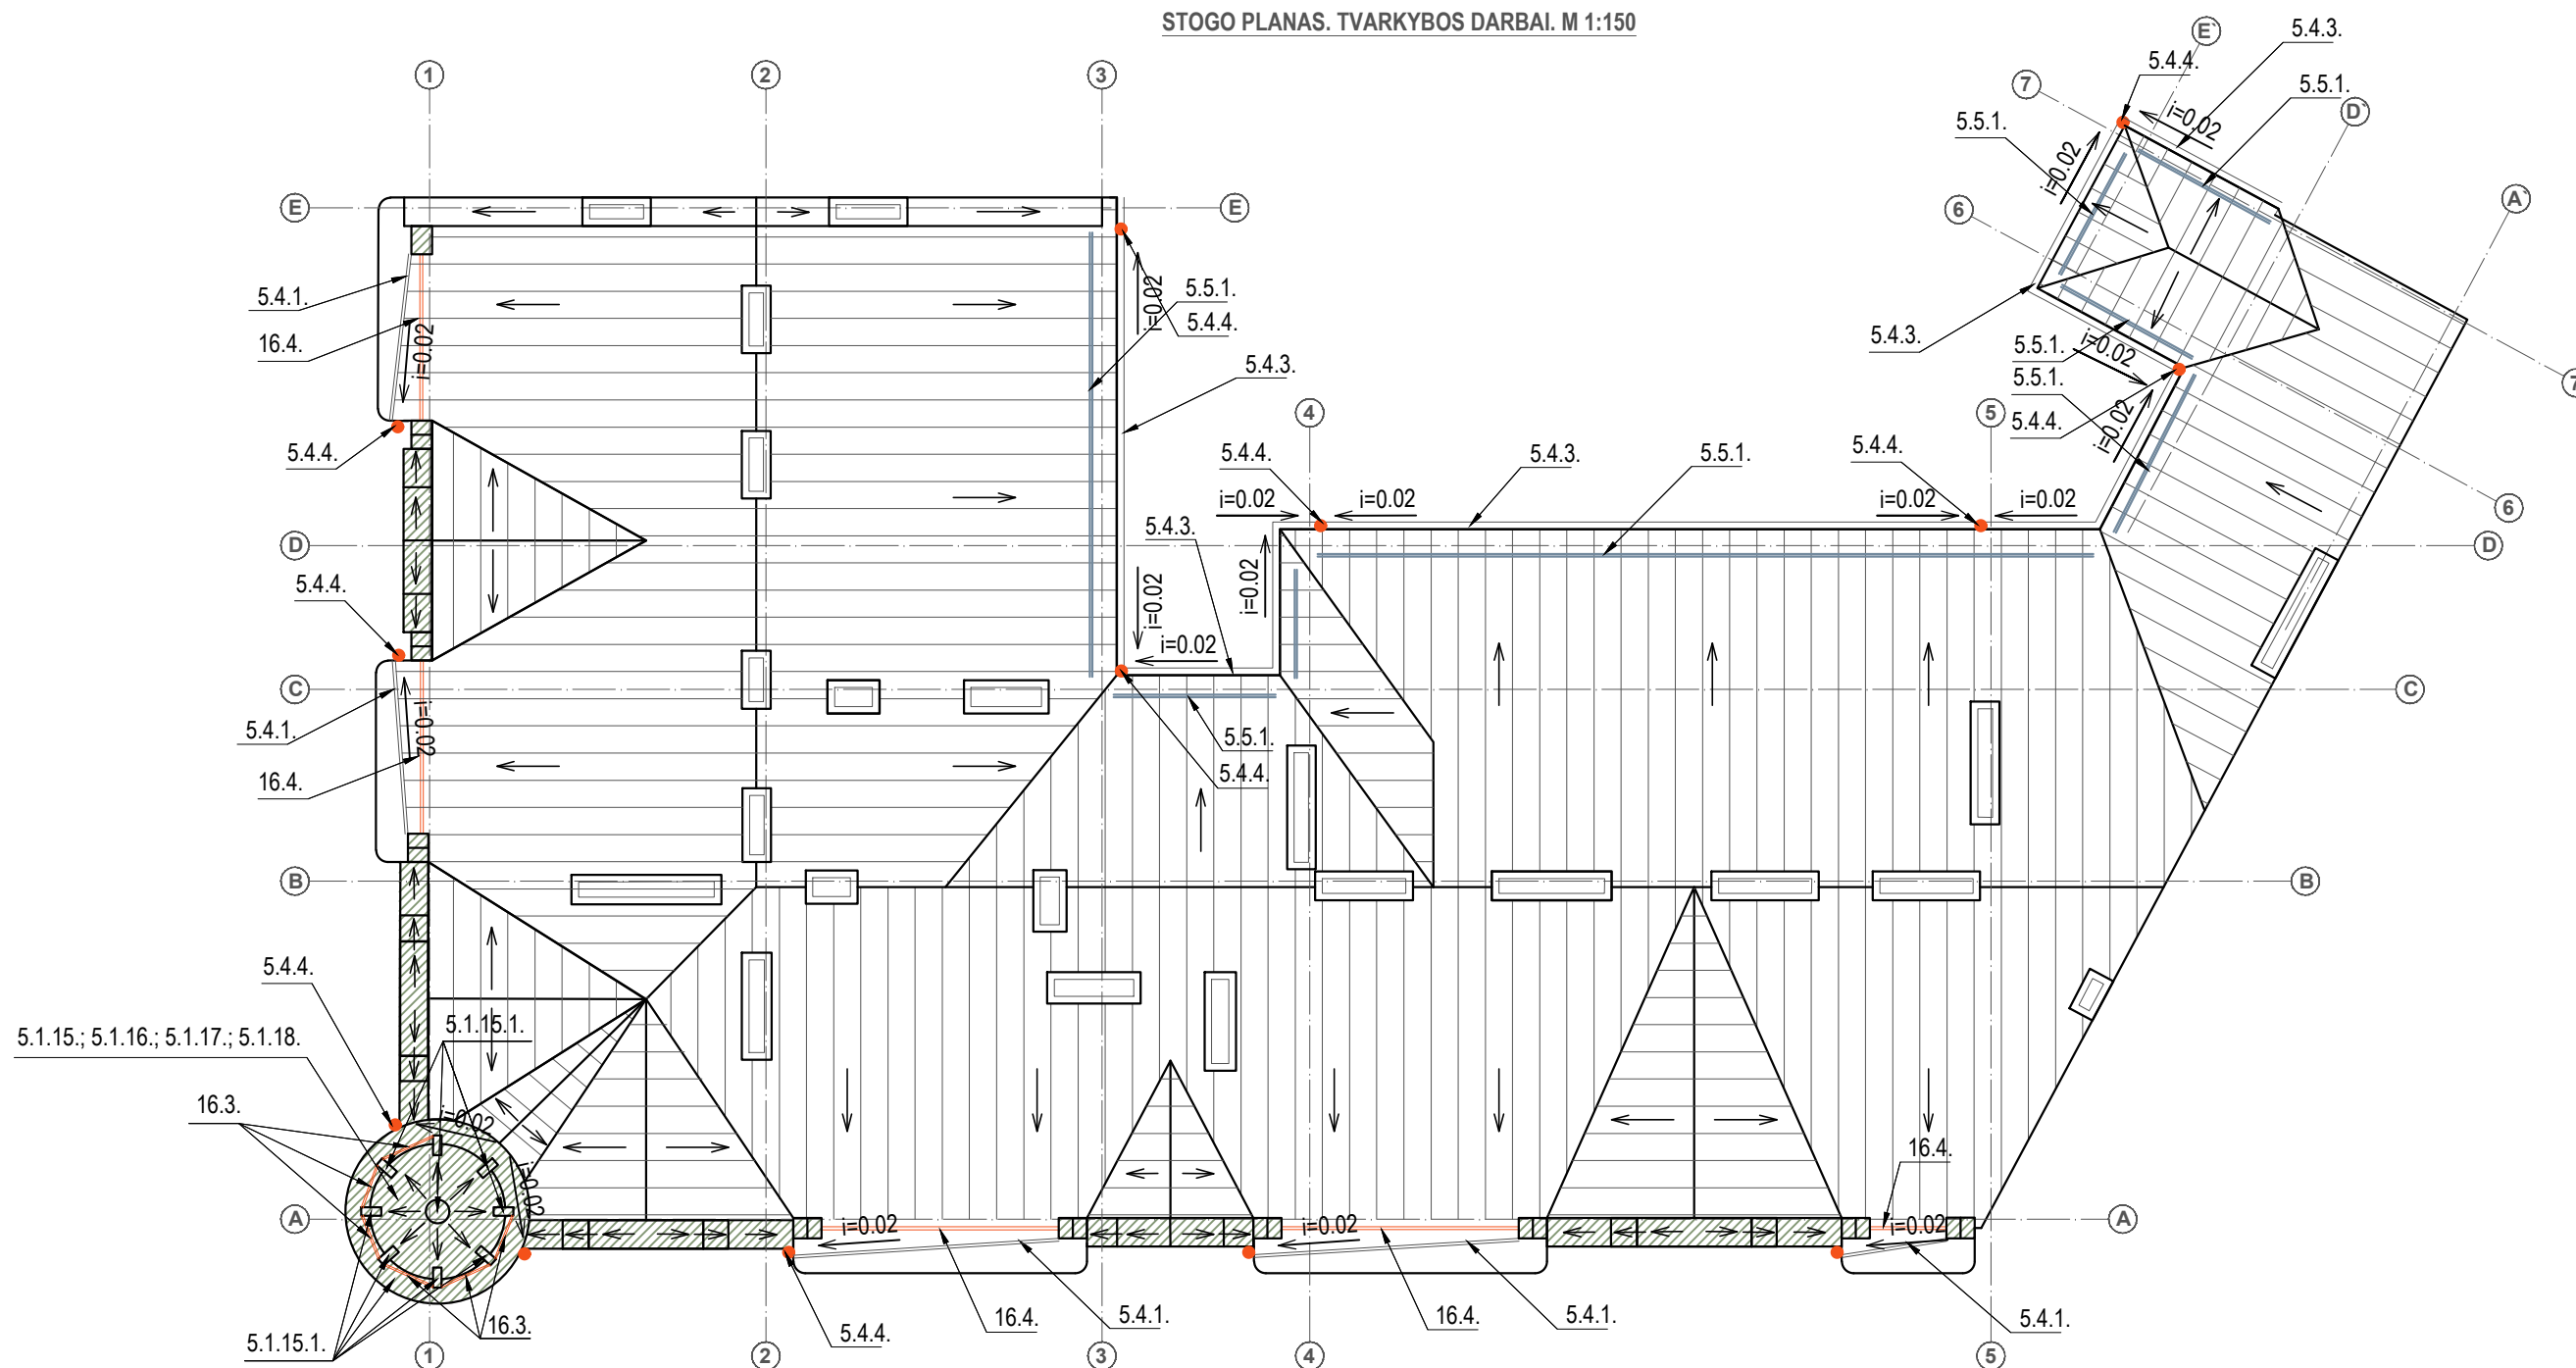 STOGO PLANAS. TVARKYBOS DARBAI. M 1:150
E`
5.4.3.
1
2
3
5.4.4.
7
5.5.1.
D`
i=0.02
5.5.1.
i=0.02
A`
E
E
6
5.4.1.
i=0.02
5.5.1.
16.4.
i=0.02
5.4.4.
5.4.3.
5.5.1.
i=0.02
5.4.3.
5.5.1.
7
4
5
5.4.4.
i=0.02
5.4.4.
5.4.4.
5.4.3.
5.5.1.
5.4.4.
i=0.02
i=0.02
i=0.02
i=0.02
6
5.4.3.
D
D
5.4.4.
i=0.02
i=0.02
i=0.02
C
C
5.4.1.
i=0.02
5.5.1.
16.4.
5.4.4.
B
B
5.4.4.
5.1.15.; 5.1.16.; 5.1.17.; 5.1.18.
5.1.15.1.
16.3.
i=0.02
16.4.
i=0.02
A
A
i=0.02
i=0.02
i=0.02
5.1.15.1.
16.3.
5.4.4.
16.4.
5.4.1.
16.4.
5.4.1.
5.4.1.
1
2
3
4
5